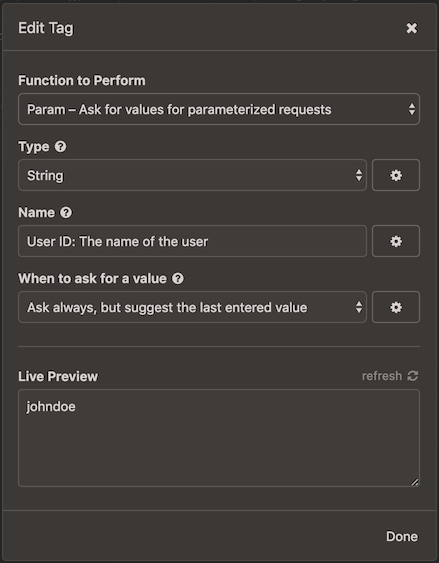 Edit Tag
Function to Perform
Param – Ask for values for parameterized requests
Type
String
Name
User ID: The name of the user
When to ask for a value
Ask always, but suggest the last entered value
Live Preview refresh
johndoe
Done